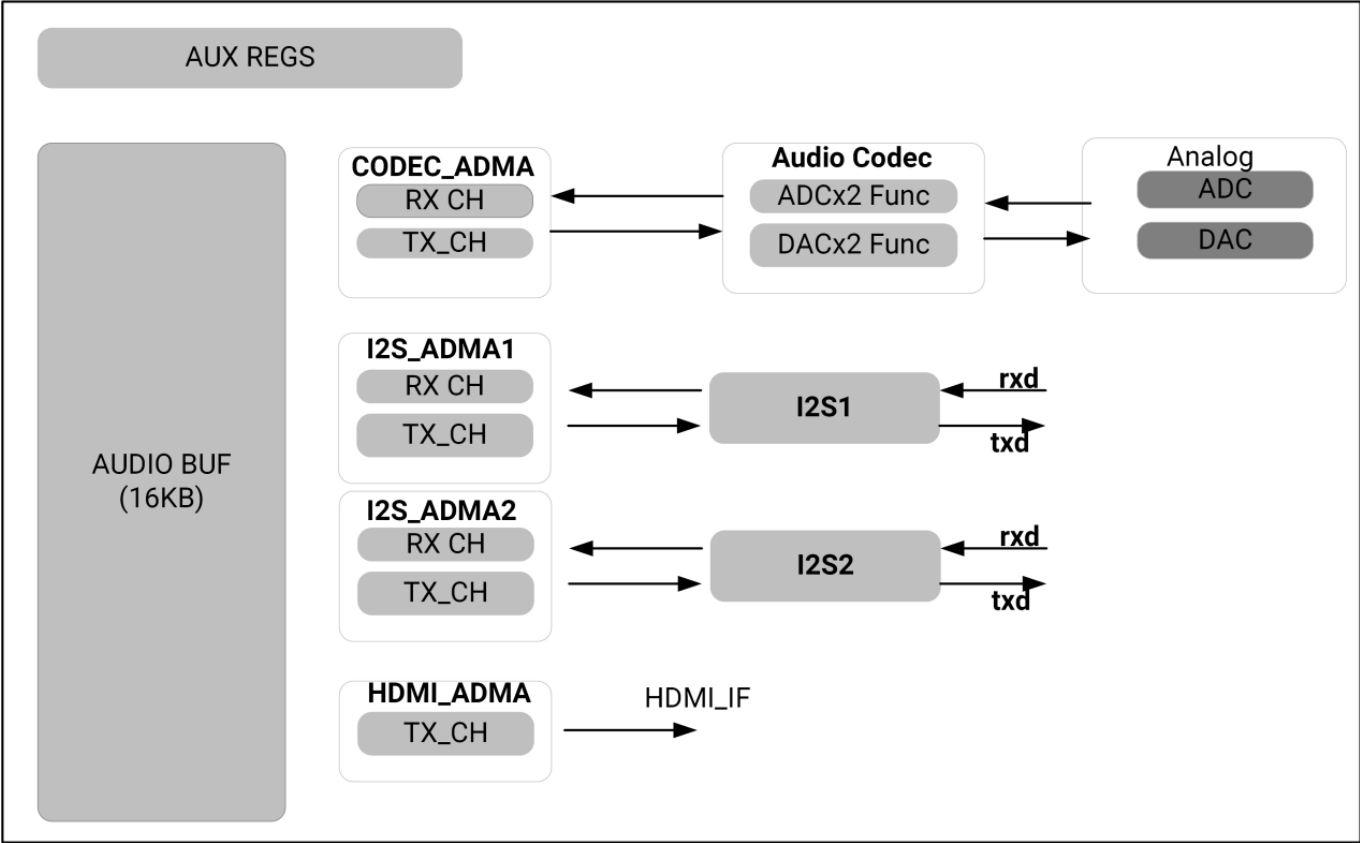 AUX REGS
AUDIO BUF
(16KB)
CODEC_ADMA
RX CH
TX_CH
Audio Codec
ADCx2 Func
DACx2 Func
Analog
ADC
DAC
I2S_ADMA1
RX CH
TX_CH
I2S1
rxd
txd
I2S_ADMA2
RX CH
TX_CH
I2S2
rxd
txd
HDMI_ADMA
TX_CH
HDMI_IF